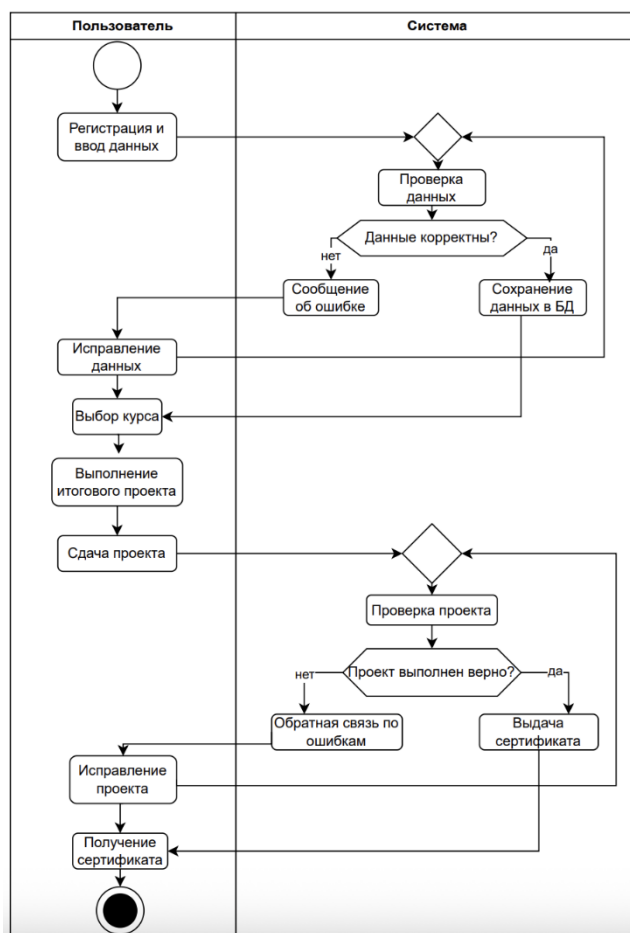 Пользователь
Система
Регистрация и
ввод данных
Проверка
данных
Данные корректны?
нет
да
Сообщение
об ошибке
Сохранение
данных в БД
Исправление
данных
Выбор курса
Выполнение
итогового проекта
Сдача проекта
Проверка проекта
Проект выполнен верно?
нет
да
Обратная связь по
ошибкам
Выдача
сертификата
Исправление
проекта
Получение
сертификата